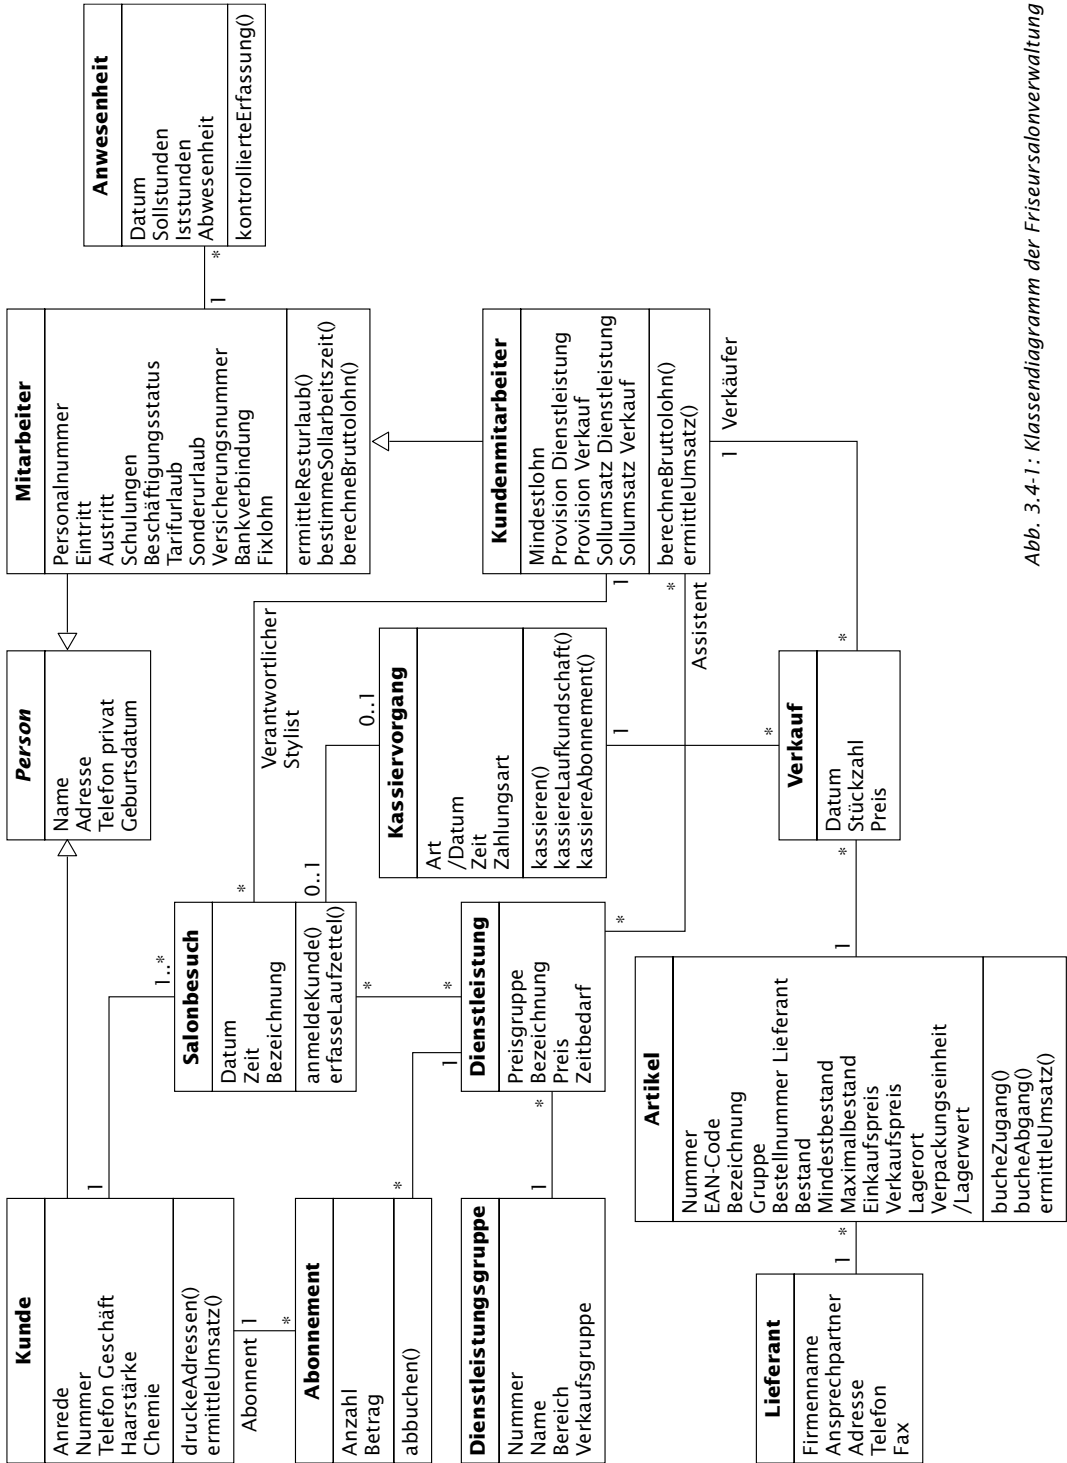 Kunde
Anrede
Nummer
Telefon Geschäft
Haarstärke
Chemie
druckeAdressen()
ermittleUmsatz()
Person
Name
Adresse
Telefon privat
Geburtsdatum
Mitarbeiter
Personalnummer
Eintritt
Austritt
Schulungen
Beschäftigungsstatus
Tarifurlaub
Sonderurlaub
Versicherungsnummer
Bankverbindung
Fixlohn
ermittleResturlaub()
bestimmeSollarbeitszeit()
berechneBruttolohn()
1
*
Anwesenheit
Datum
Sollstunden
Iststunden
Abwesenheit
kontrollierteErfassung()
1
1..*
Salonbesuch
Datum
Zeit
Bezeichnung
anmeldeKunde()
erfasseLaufzettel()
*
Verantwortlicher
Stylist
1
0..1
0..1
Abonnent
1
*
Abonnement
Anzahl
Betrag
abbuchen()
*
1
*
*
Kassiervorgang
Art
/Datum
Zeit
Zahlungsart
kassieren()
kassiereLaufkundschaft()
kassiereAbonnement()
Kundenmitarbeiter
Mindestlohn
Provision Dienstleistung
Provision Verkauf
Sollumsatz Dienstleistung
Sollumsatz Verkauf
berechneBruttolohn()
ermittleUmsatz()
Dienstleistungsgruppe
Nummer
Name
Bereich
Verkaufsgruppe
1
*
Dienstleistung
Preisgruppe
Bezeichnung
Preis
Zeitbedarf
*
*
Assistent
1
*
1
Verkäufer
*
Lieferant
Firmenname
Ansprechpartner
Adresse
Telefon
Fax
1
*
Artikel
Nummer
EAN-Code
Bezeichnung
Gruppe
Bestellnummer Lieferant
Bestand
Mindestbestand
Maximalbestand
Einkaufspreis
Verkaufspreis
Lagerort
Verpackungseinheit
/Lagerwert
bucheZugang()
bucheAbgang()
ermittleUmsatz()
1
*
Verkauf
Datum
Stückzahl
Preis
Abb. 3.4-1: Klassendiagramm der Friseursalonverwaltung